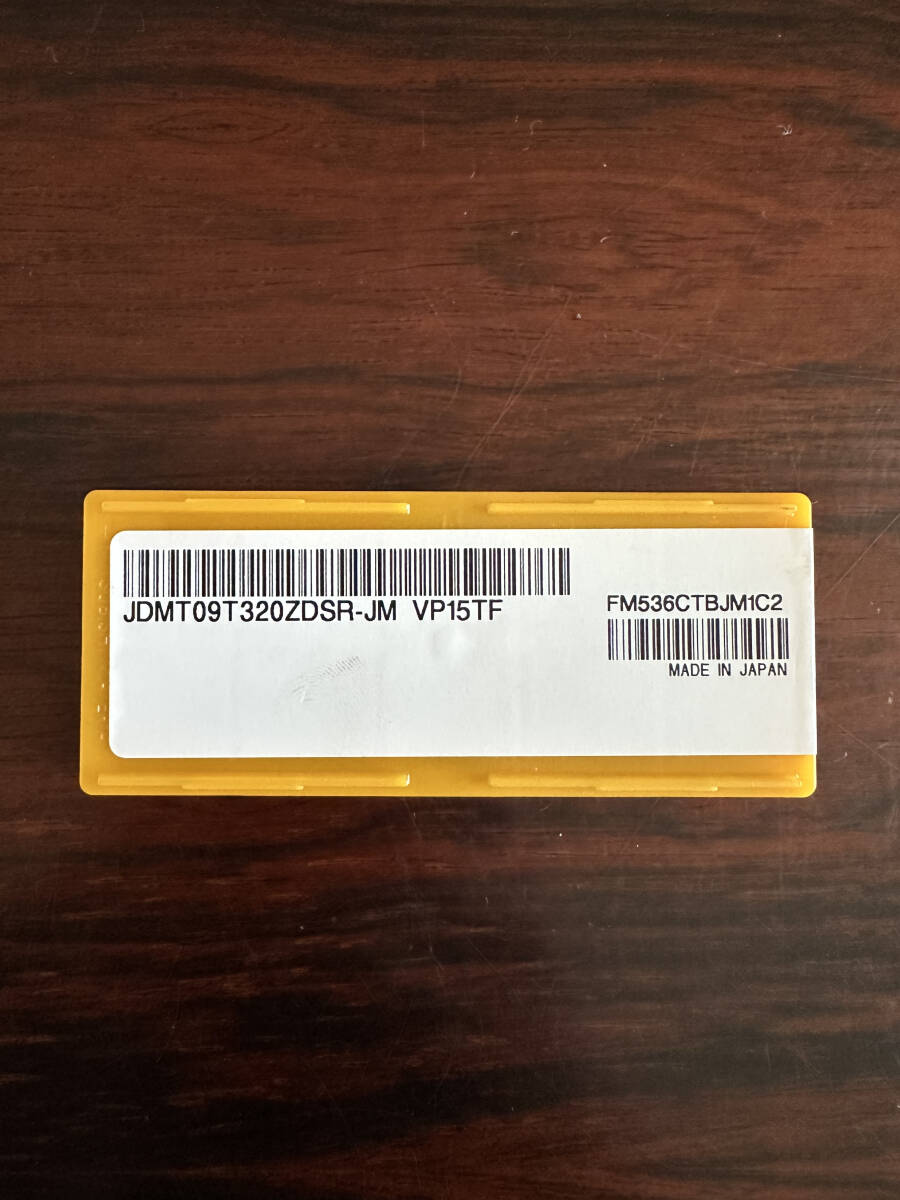 JDMT09T320ZDSR-JM VP15TF
FM536CTBJM1C2
MADE IN JAPAN